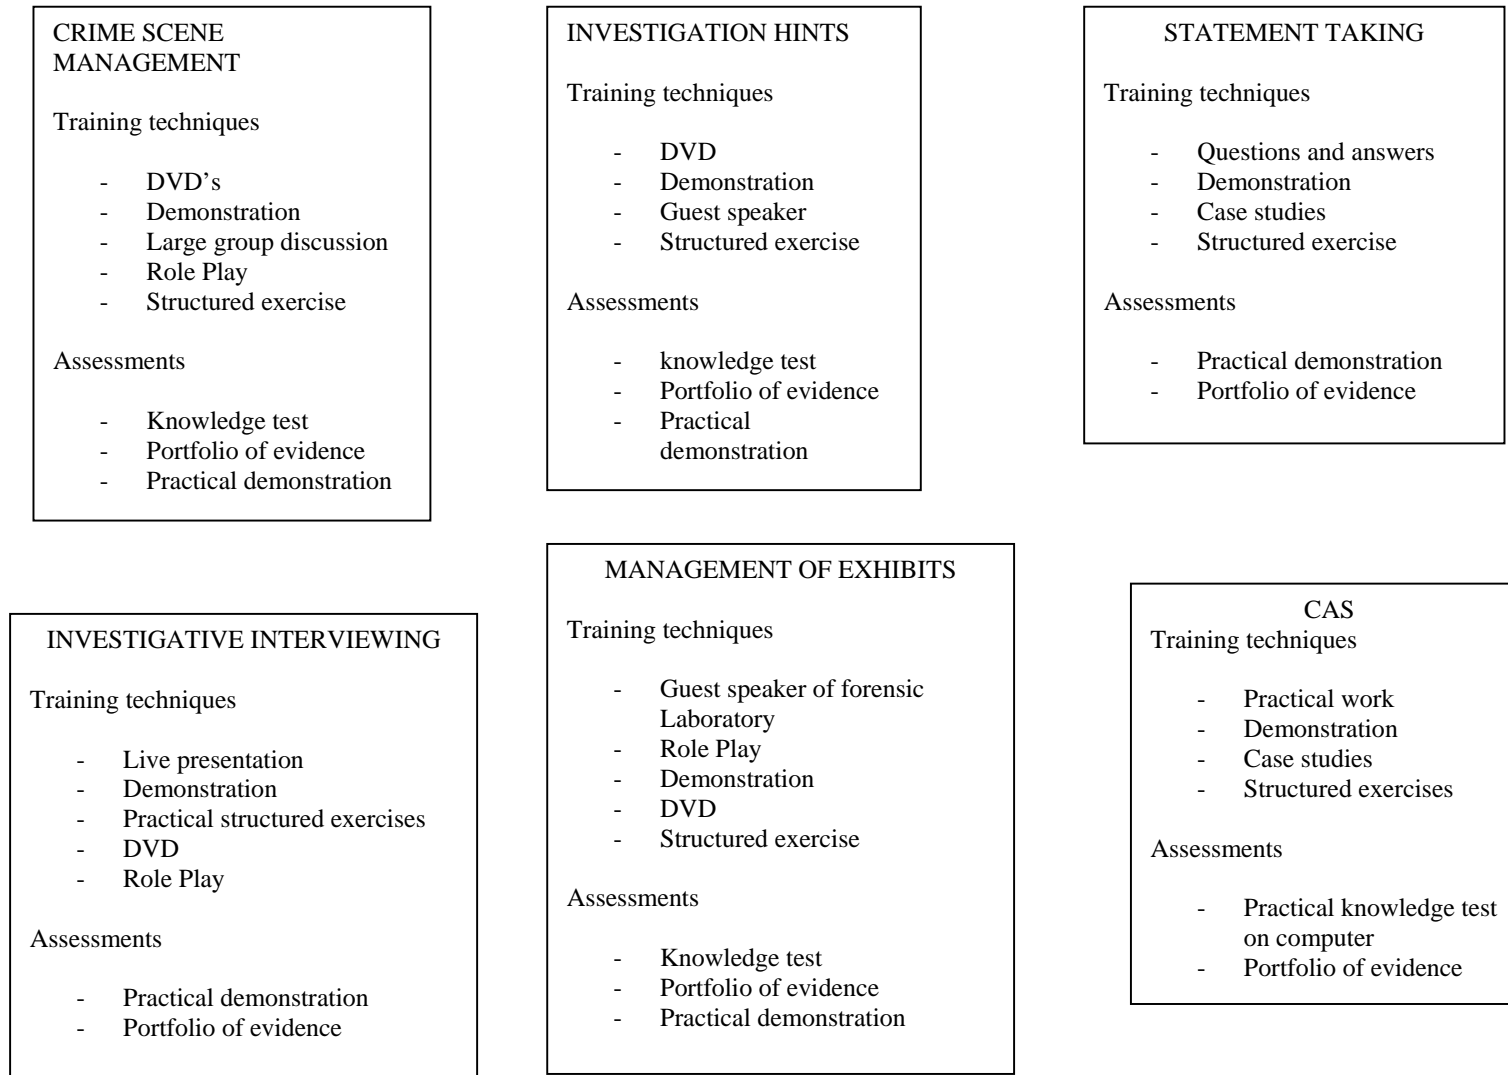 CRIME SCENE
MANAGEMENT
Training techniques
- DVD’s
- Demonstration
- Large group discussion
- Role Play
- Structured exercise
Assessments
- Knowledge test
- Portfolio of evidence
- Practical demonstration
INVESTIGATION HINTS
Training techniques
- DVD
- Demonstration
- Guest speaker
- Structured exercise
Assessments
- knowledge test
- Portfolio of evidence
- Practical
demonstration
STATEMENT TAKING
Training techniques
- Questions and answers
- Demonstration
- Case studies
- Structured exercise
Assessments
- Practical demonstration
- Portfolio of evidence
INVESTIGATIVE INTERVIEWING
Training techniques
- Live presentation
- Demonstration
- Practical structured exercises
- DVD
- Role Play
Assessments
- Practical demonstration
- Portfolio of evidence
MANAGEMENT OF EXHIBITS
Training techniques
- Guest speaker of forensic
Laboratory
- Role Play
- Demonstration
- DVD
- Structured exercise
Assessments
- Knowledge test
- Portfolio of evidence
- Practical demonstration
CAS
Training techniques
- Practical work
- Demonstration
- Case studies
- Structured exercises
Assessments
- Practical knowledge test
on computer
- Portfolio of evidence